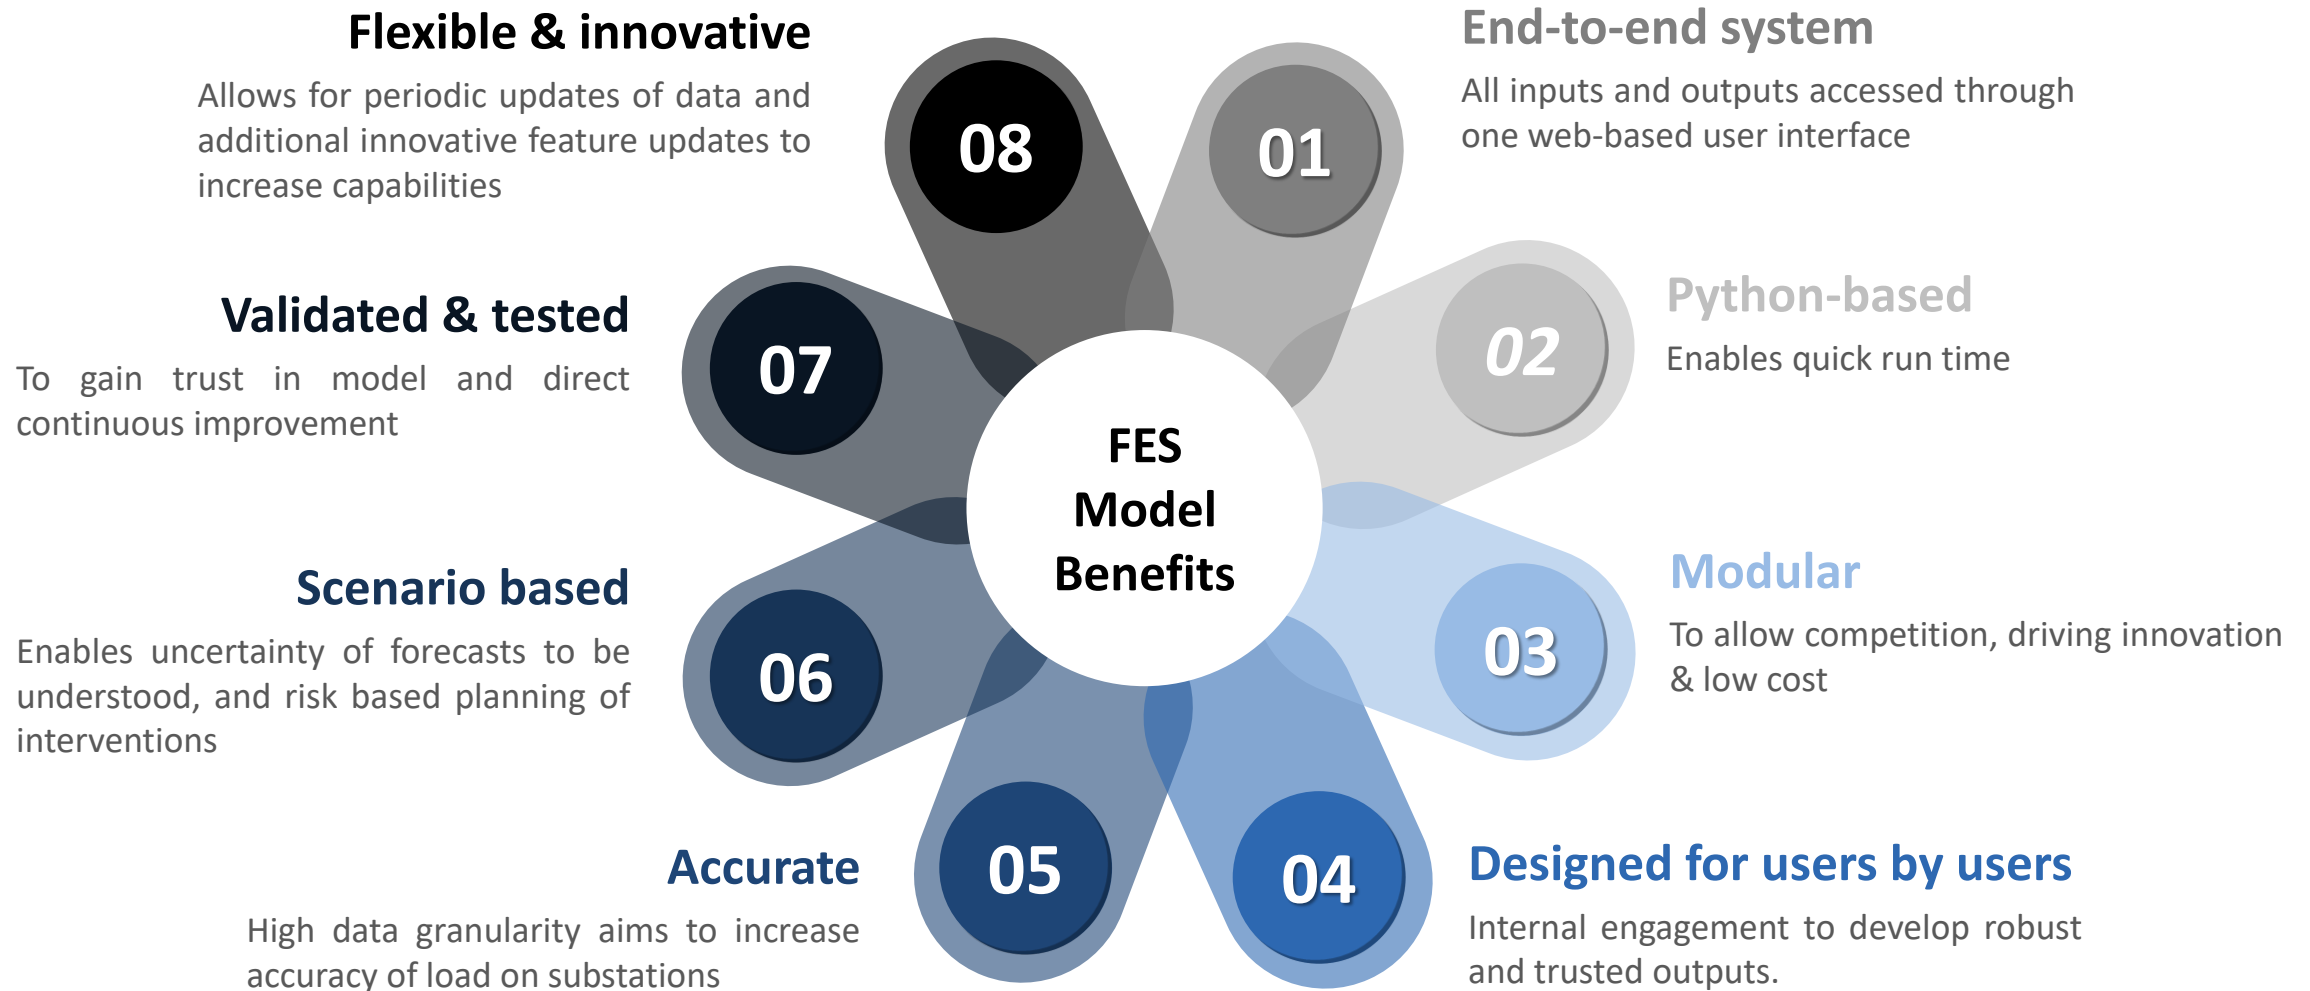 FES
Model
Benefits
01
End-to-end system
All inputs and outputs accessed through
one web-based user interface
02
Python-based
Enables quick run time
03
Modular
To allow competition, driving innovation
& low cost
04
Designed for users by users
Internal engagement to develop robust
and trusted outputs.
05
Accurate
High data granularity aims to increase
accuracy of load on substations
06
Scenario based
Enables uncertainty of forecasts to be
understood, and risk based planning of
interventions
07
Validated & tested
To gain trust in model and direct
continuous improvement
08
Flexible & innovative
Allows for periodic updates of data and
additional innovative feature updates to
increase capabilities